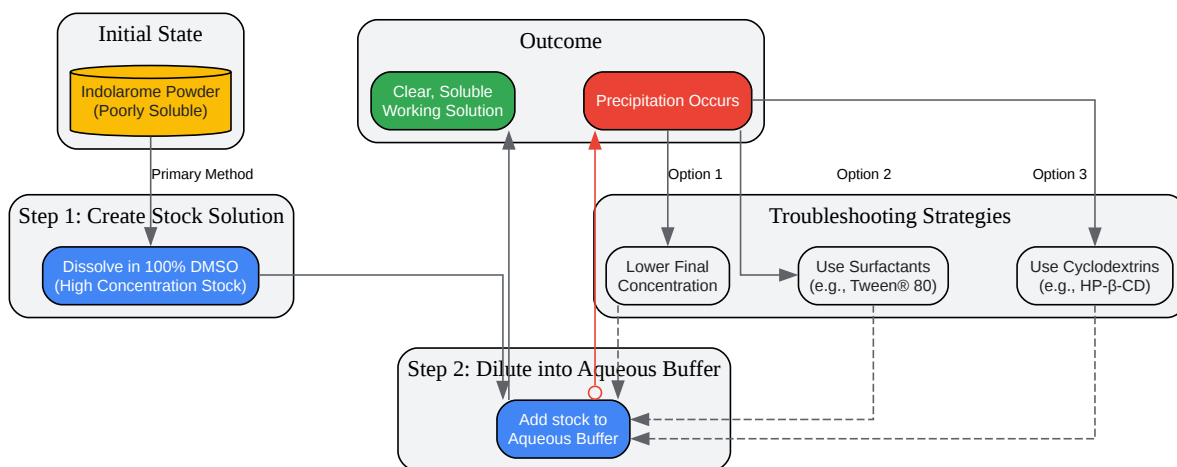 Initial State
Indolarome Powder
(Poorly Soluble)
Outcome
Clear, Soluble
Working Solution
Precipitation Occurs
Primary Method
Option 1
Option 2
Option 3
Step 1: Create Stock Solution
Dissolve in 100% DMSO
(High Concentration Stock)
Troubleshooting Strategies
Lower Final
Concentration
Use Surfactants
(e.g., Tween® 80)
Use Cyclodextrins
(e.g., HP-β-CD)
Step 2: Dilute into Aqueous Buffer
Add stock to
Aqueous Buffer